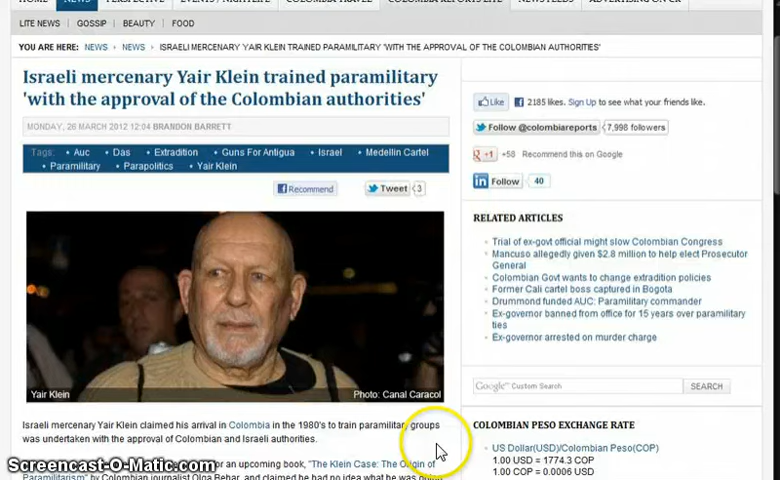 HOME NEWS PERSPECTIVE EVENTS / NIGHTLIFE COLOMBIA TRAVEL COLOMBIA REPORTS LITE NEWS FEEDS ADVERTISING ON CR
LITE NEWS GOSSIP BEAUTY FOOD
YOU ARE HERE: NEWS NEWS ISRAELI MERCENARY YAIR KLEIN TRAINED PARAMILITARY 'WITH THE APPROVAL OF THE COLOMBIAN AUTHORITIES'
Israeli mercenary Yair Klein trained paramilitary
'with the approval of the Colombian authorities'
MONDAY, 26 MARCH 2012 12:04 BRANDON BARRETT
Tags: • Auc • Das • Extradition • Guns For Antigua • Israel • Medellin Cartel
• Paramilitary • Parapolitics • Yair Klein
Recommend Tweet 3
Yair Klein Photo: Canal Caracol
Israeli mercenary Yair Klein claimed his arrival in Colombia in the 1980's to train paramilitary groups
was undertaken with the approval of Colombian and Israeli authorities.
for an upcoming book, "The Klein Case: The Origin of
Paramilitarism" by Colombian journalist Olga Behar, and claimed he had no idea what he was
Like 2185 likes. Sign Up to see what your friends like.
Follow @colombiareports 7,998 followers
+1 +58 Recommend this on Google
in Follow 40
RELATED ARTICLES
Trial of ex-govt official might slow Colombian Congress
Mancuso allegedly given $2.8 million to help elect Prosecutor
General
Colombian Govt wants to change extradition policies
Former Cali cartel boss captured in Bogota
Drummond funded AUC: Paramilitary commander
Ex-governor banned from office for 15 years over paramilitary
ties
Ex-governor arrested on murder charge
Google™ Custom Search SEARCH
COLOMBIAN PESO EXCHANGE RATE
US Dollar(USD)/Colombian Peso(COP)
1.00 USD = 1774.3 COP
1.00 COP = 0.0006 USD
Screencast-O-Matic.com